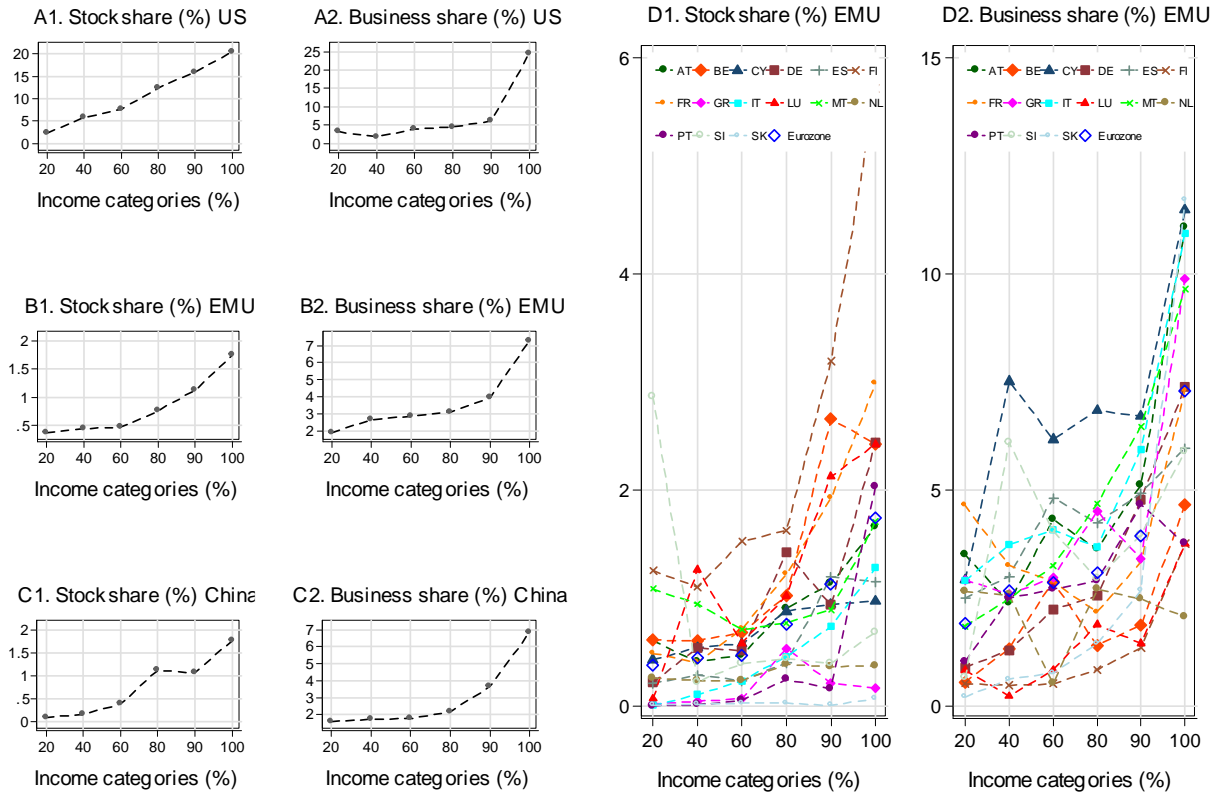 A1. Stock share (%) US
20
15
10
5
0
20 40 60 80 90 100
Income categories (%)
A2. Business share (%) US
25
20
15
10
5
0
20 40 60 80 90 100
Income categories (%)
B1. Stock share (%) EMU
2
1.5
1
.5
20 40 60 80 90 100
Income categories (%)
B2. Business share (%) EMU
7
6
5
4
3
2
20 40 60 80 90 100
Income categories (%)
C1. Stock share (%) China
2
1.5
1
.5
0
20 40 60 80 90 100
Income categories (%)
C2. Business share (%) China
7
6
5
4
3
2
20 40 60 80 90 100
Income categories (%)
D1. Stock share (%) EMU
6
AT BE CY DE ES FI
FR GR IT LU MT NL
PT SI SK Eurozone
4
2
0
20 40 60 80 90 100
Income categories (%)
D2. Business share (%) EMU
15
AT BE CY DE ES FI
FR GR IT LU MT NL
PT SI SK Eurozone
10
5
0
20 40 60 80 90 100
Income categories (%)